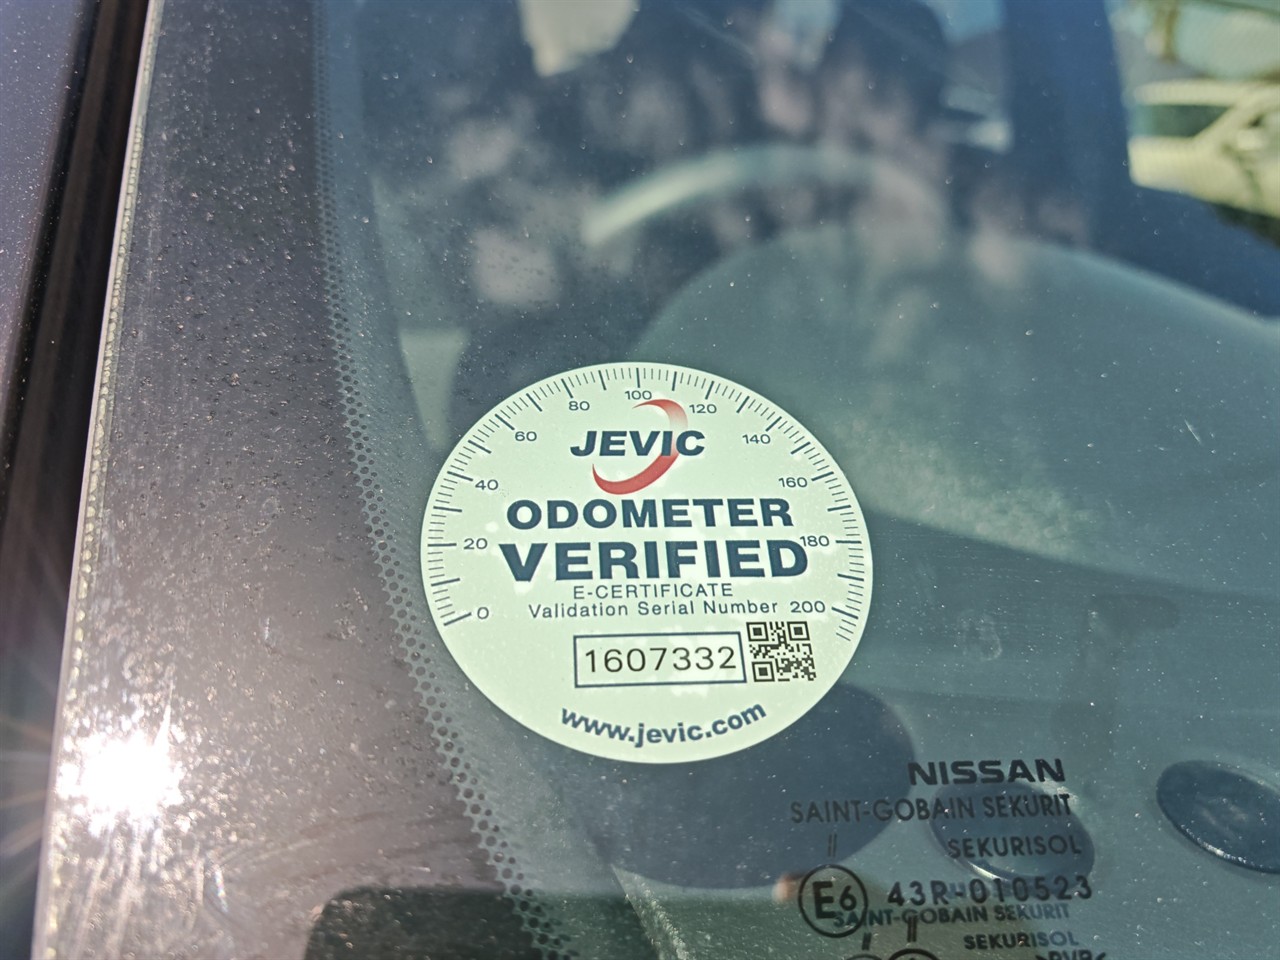 0
20
40
60
80
100
120
140
160
180
200
JEVIC
ODOMETER
VERIFIED
E-CERTIFICATE
Validation Serial Number
1607332
www.jevic.com
NISSAN
SAINT-GOBAIN SEKURIT
II
SEKURISOL
E6 43R-010523
SAINT-GOBAIN SEKURIT
SEKURISOL